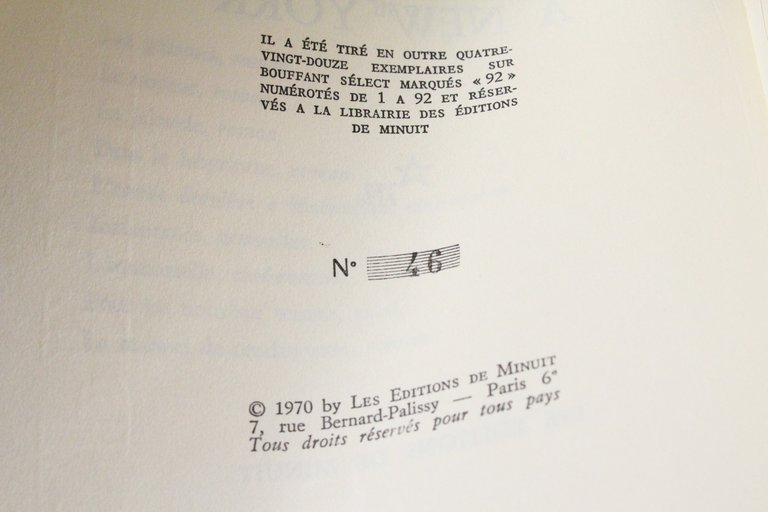 IL A ÉTÉ TIRÉ EN OUTRE QUATRE-
VINGT-DOUZE EXEMPLAIRES SUR
BOUFFANT SÉLECT MARQUÉS « 92 »
NUMÉROTÉS DE 1 A 92 ET RÉSER-
VÉS A LA LIBRAIRIE DES ÉDITIONS
DE MINUIT
N° 46
© 1970 by LES EDITIONS DE MINUIT
7, rue Bernard-Palissy — Paris 6e
Tous droits réservés pour tous pays